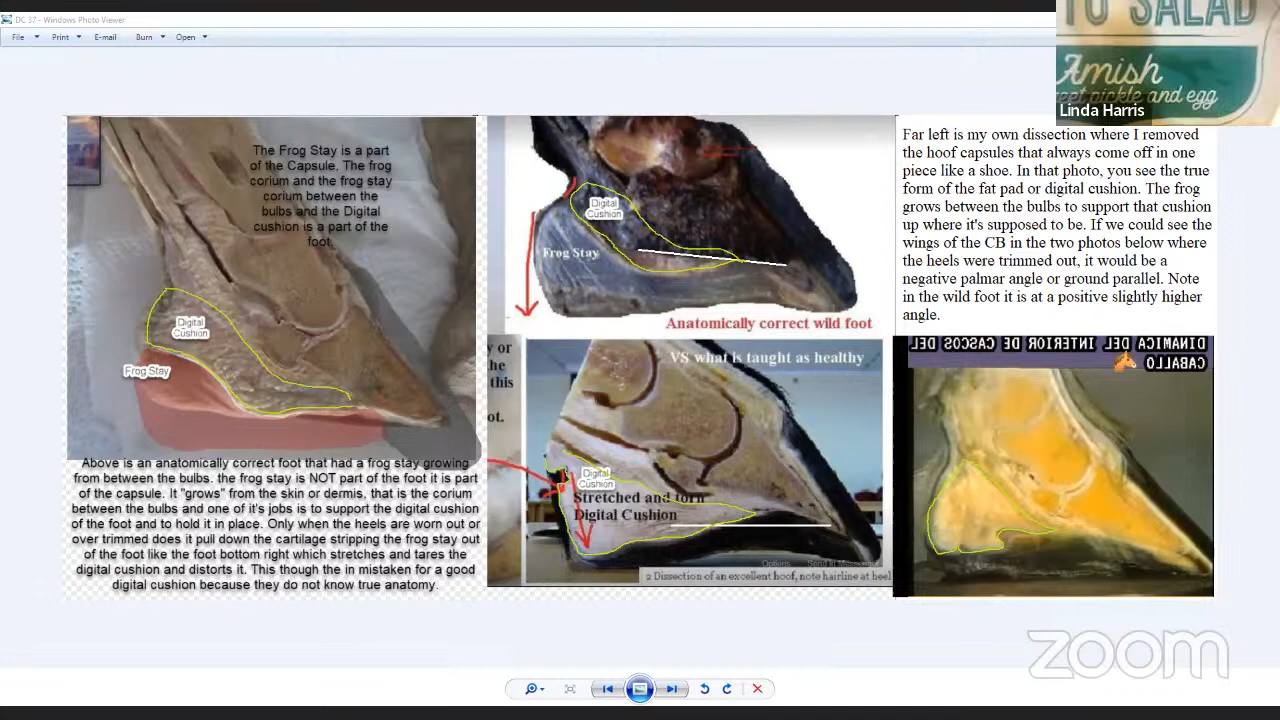 DC 37 - Windows Photo Viewer
File Print E-mail Burn Open
TO SALAD
Amish
pickle and egg
Linda Harris
The Frog Stay is a part
of the Capsule. The frog
corium and the frog stay
corium between the
bulbs and the Digital
cushion is a part of the
foot.
Digital
Cushion
Frog Stay
Above is an anatomically correct foot that had a frog stay growing
from between the bulbs. the frog stay is NOT part of the foot it is part
of the capsule. It "grows" from the skin or dermis, that is the corium
between the bulbs and one of it's jobs is to support the digital cushion
of the foot and to hold it in place. Only when the heels are worn out or
over trimmed does it pull down the cartilage stripping the frog stay out
of the foot like the foot bottom right which stretches and tares the
digital cushion and distorts it. This though the in mistaken for a good
digital cushion because they do not know true anatomy.
Digital
Cushion
Frog Stay
Anatomically correct wild foot
y or
he
this
ot.
VS what is taught as healthy
Digital
Cushion
Stretched and torn
Digital Cushion
Options Send in Messenger
Dissection of an excellent hoof, note hairline at heel
Far left is my own dissection where I removed
the hoof capsules that always come off in one
piece like a shoe. In that photo, you see the true
form of the fat pad or digital cushion. The frog
grows between the bulbs to support that cushion
up where it's supposed to be. If we could see the
wings of the CB in the two photos below where
the heels were trimmed out, it would be a
negative palmar angle or ground parallel. Note
in the wild foot it is at a positive slightly higher
angle.
DINAMICA DEL INTERIOR DE CASCOS DEL
CABALLO
zoom